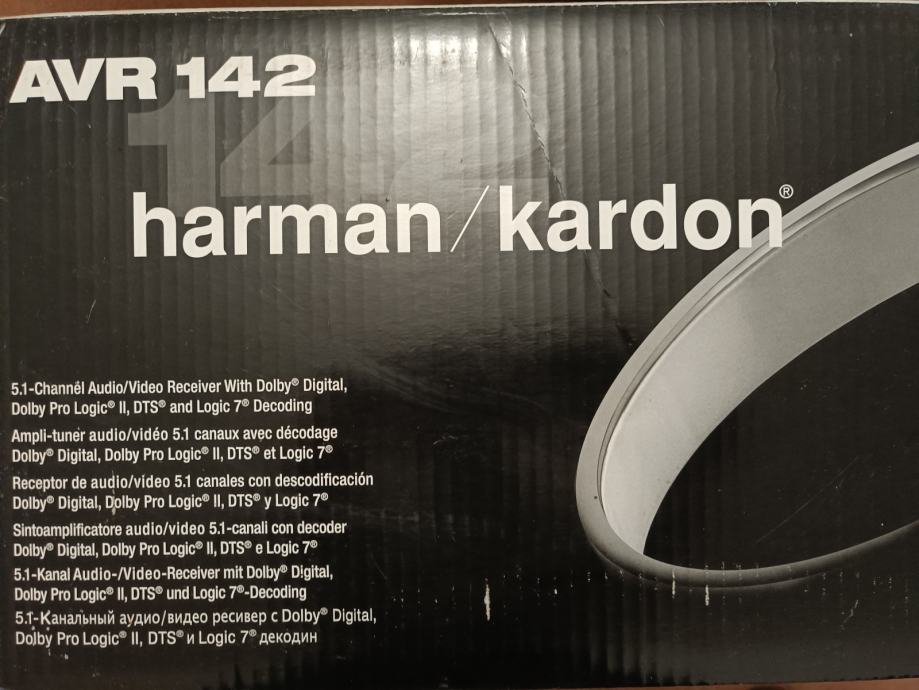 AVR 142
142
harman/kardon®
5.1-Channel Audio/Video Receiver With Dolby® Digital,
Dolby Pro Logic® II, DTS® and Logic 7® Decoding
Ampli-tuner audio/vidéo 5.1 canaux avec décodage
Dolby® Digital, Dolby Pro Logic® II, DTS® et Logic 7®
Receptor de audio/vídeo 5.1 canales con descodificación
Dolby® Digital, Dolby Pro Logic® II, DTS® y Logic 7®
Sintoamplificatore audio/video 5.1-canali con decoder
Dolby® Digital, Dolby Pro Logic® II, DTS® e Logic 7®
5.1-Kanal Audio-/Video-Receiver mit Dolby® Digital,
Dolby Pro Logic® II, DTS® und Logic 7®-Decoding
5.1-Канальный аудио/видео ресивер с Dolby® Digital,
Dolby Pro Logic® II, DTS® и Logic 7® декодин